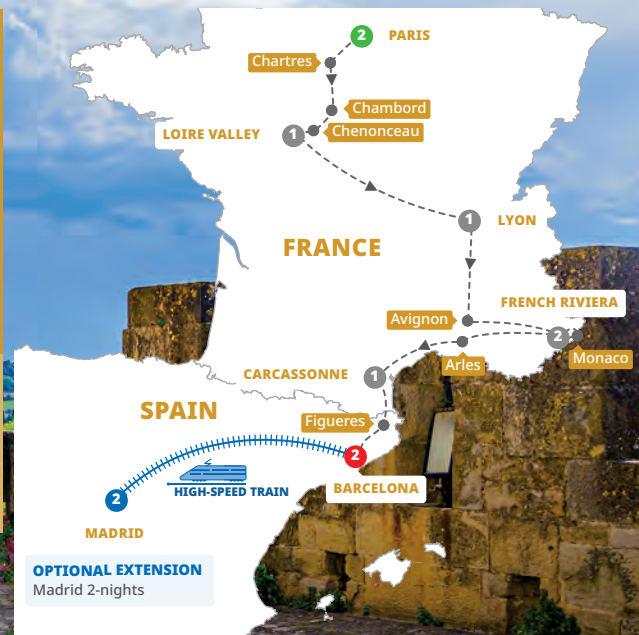 2 PARIS
Chartres
Chambord
Chenonceau
LOIRE VALLEY 1
1 LYON
FRANCE
FRENCH RIVIERA
Avignon
2
Monaco
Arles
CARCASSONNE 1
SPAIN
Figueres
2
BARCELONA
HIGH-SPEED TRAIN
2
MADRID
OPTIONAL EXTENSION
Madrid 2-nights